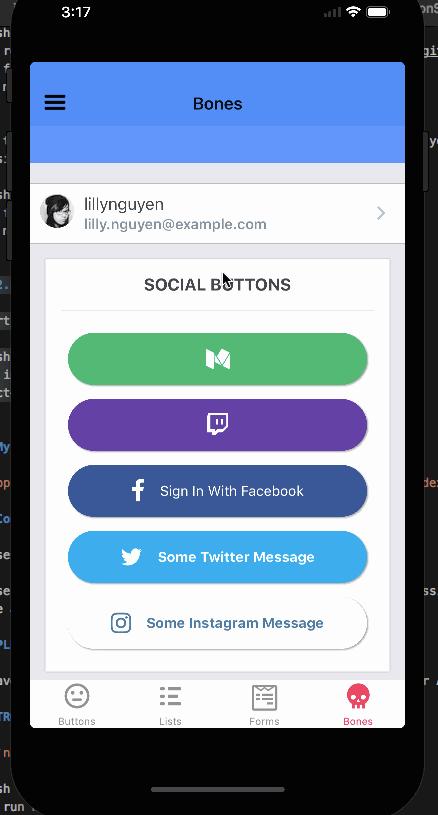 3:17
Bones
lillynguyen
lilly.nguyen@example.com
SOCIAL BUTTONS
Sign In With Facebook
Some Twitter Message
Some Instagram Message
Buttons Lists Forms Bones